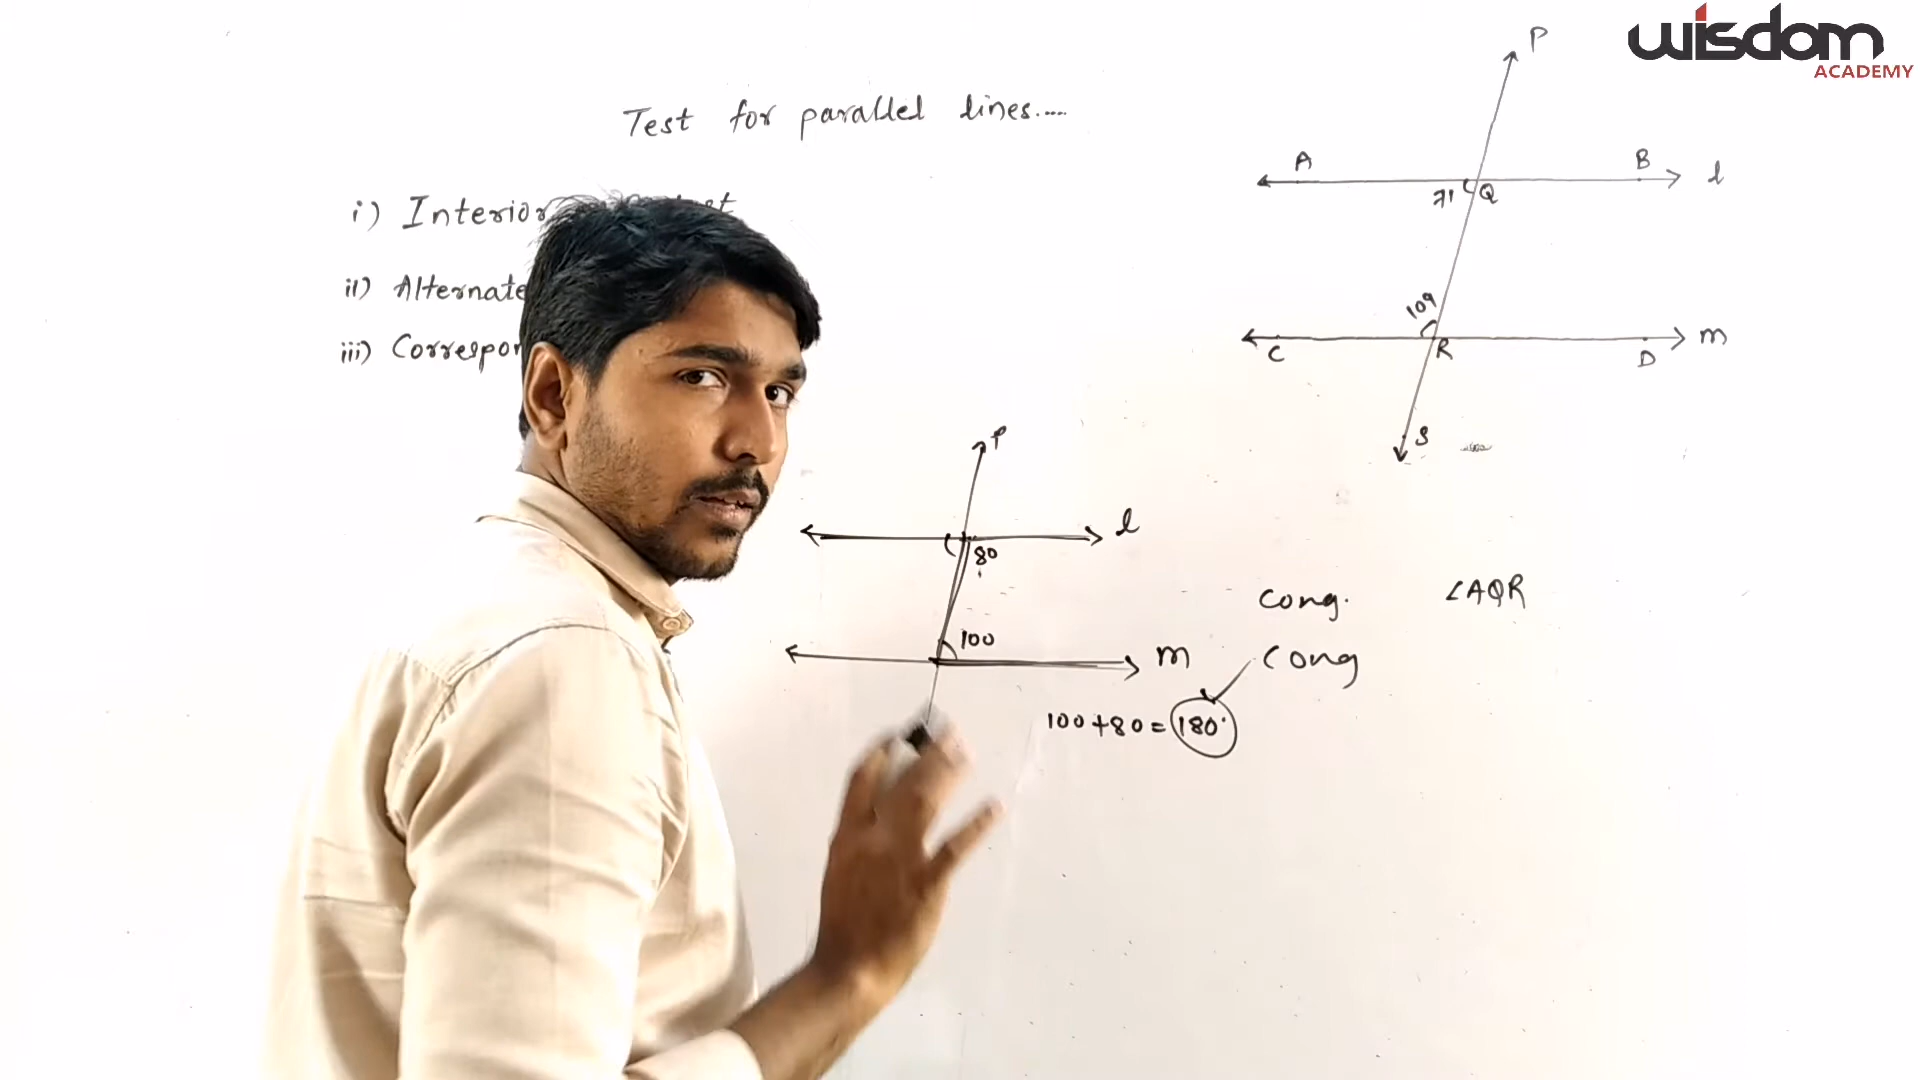 wisdom
ACADEMY
Test for parallel lines.....
i) Interior
ii) Alternate
iii) Correspon
P
A B l
71 Q
109
C R D m
S
P
l
80
100
m
100+80=180°
Cong. ∠AQR
Cong